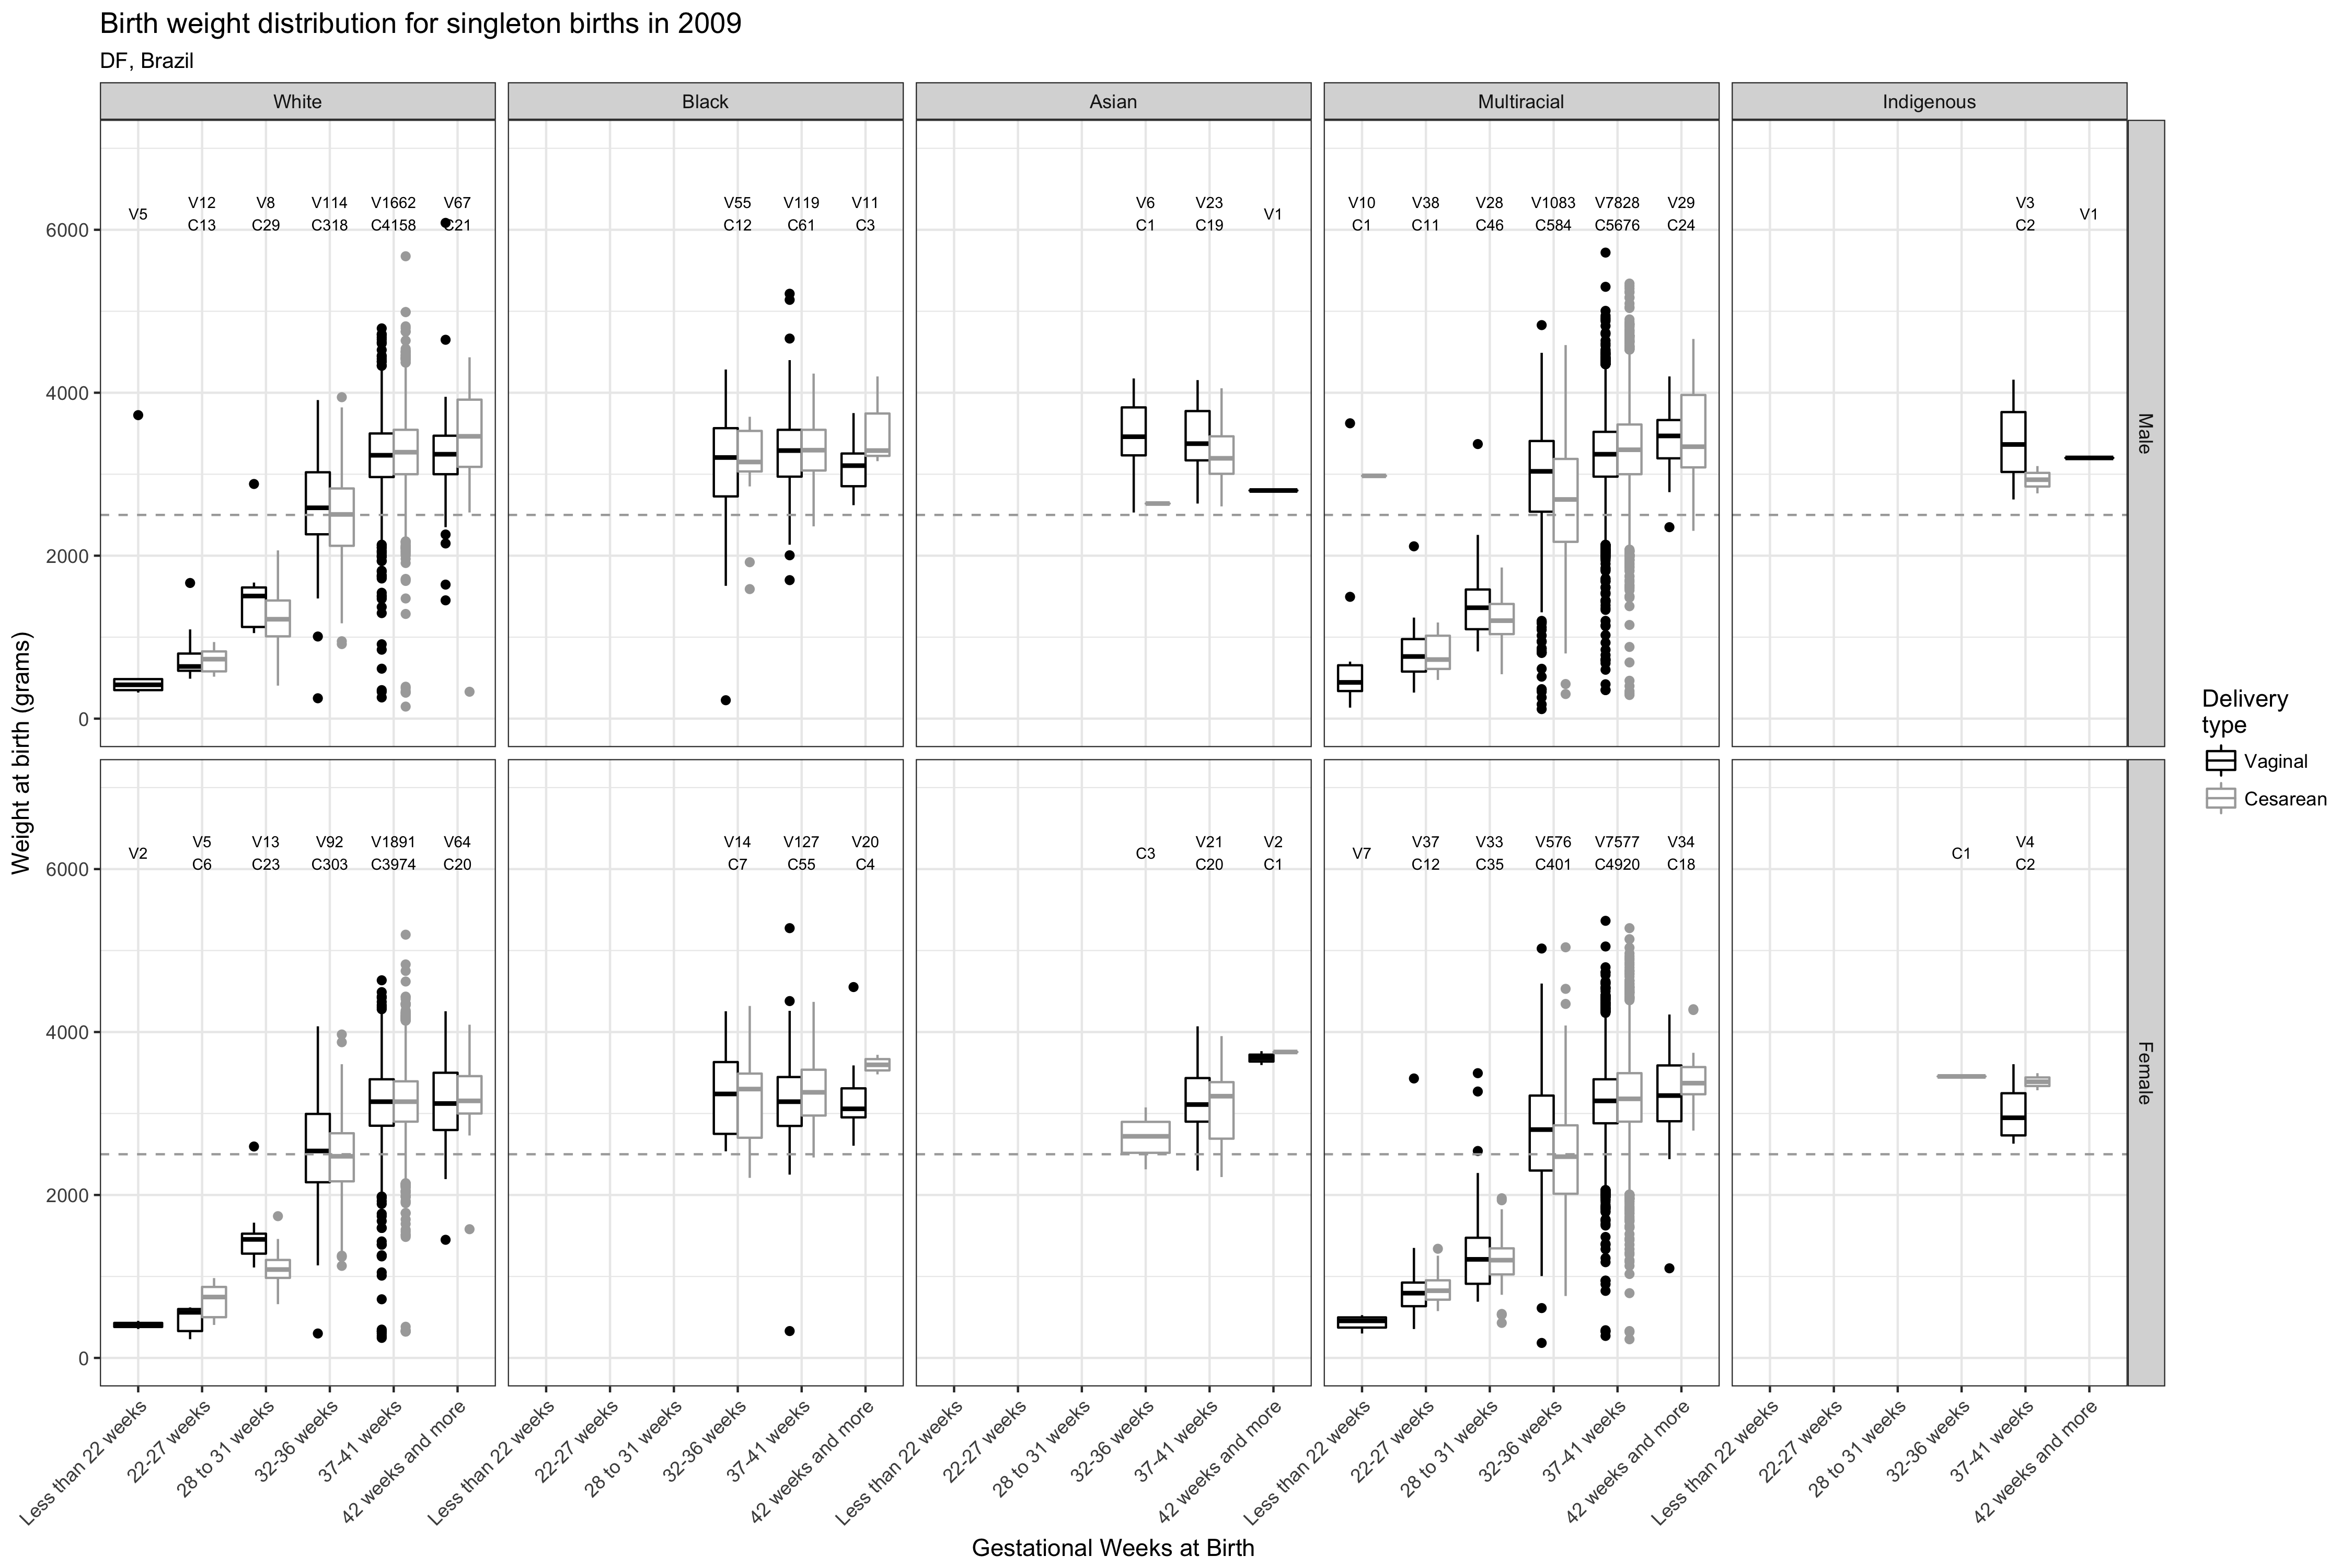 Birth weight distribution for singleton births in 2009
DF, Brazil
White
Black
Asian
Multiracial
Indigenous
Weight at birth (grams)
6000
4000
2000
0
V5
V12
C13
V8
C29
V114
C318
V1662
C4158
V67
C21
V55
C12
V119
C61
V11
C3
V6
C1
V23
C19
V1
V10
C1
V38
C11
V28
C46
V1083
C584
V7828
C5676
V29
C24
V3
C2
V1
Male
6000
4000
2000
0
V2
V5
C6
V13
C23
V92
C303
V1891
C3974
V64
C20
V14
C7
V127
C55
V20
C4
C3
V21
C20
V2
C1
V7
V37
C12
V33
C35
V576
C401
V7577
C4920
V34
C18
C1
V4
C2
Female
Less than 22 weeks
22-27 weeks
28 to 31 weeks
32-36 weeks
37-41 weeks
42 weeks and more
Less than 22 weeks
22-27 weeks
28 to 31 weeks
32-36 weeks
37-41 weeks
42 weeks and more
Less than 22 weeks
22-27 weeks
28 to 31 weeks
32-36 weeks
37-41 weeks
42 weeks and more
Less than 22 weeks
22-27 weeks
28 to 31 weeks
32-36 weeks
37-41 weeks
42 weeks and more
Less than 22 weeks
22-27 weeks
28 to 31 weeks
32-36 weeks
37-41 weeks
42 weeks and more
Gestational Weeks at Birth
Delivery
type
Vaginal
Cesarean